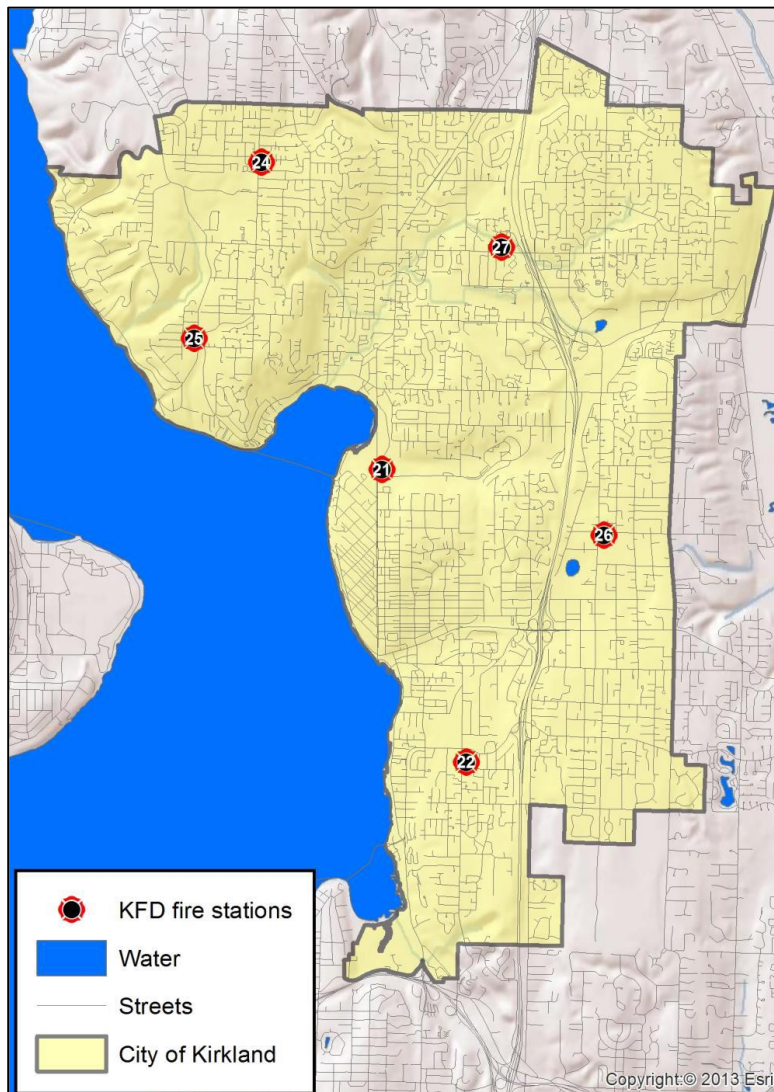 24
27
25
21
26
22
KFD fire stations
Water
Streets
City of Kirkland
Copyright:© 2013 Esri